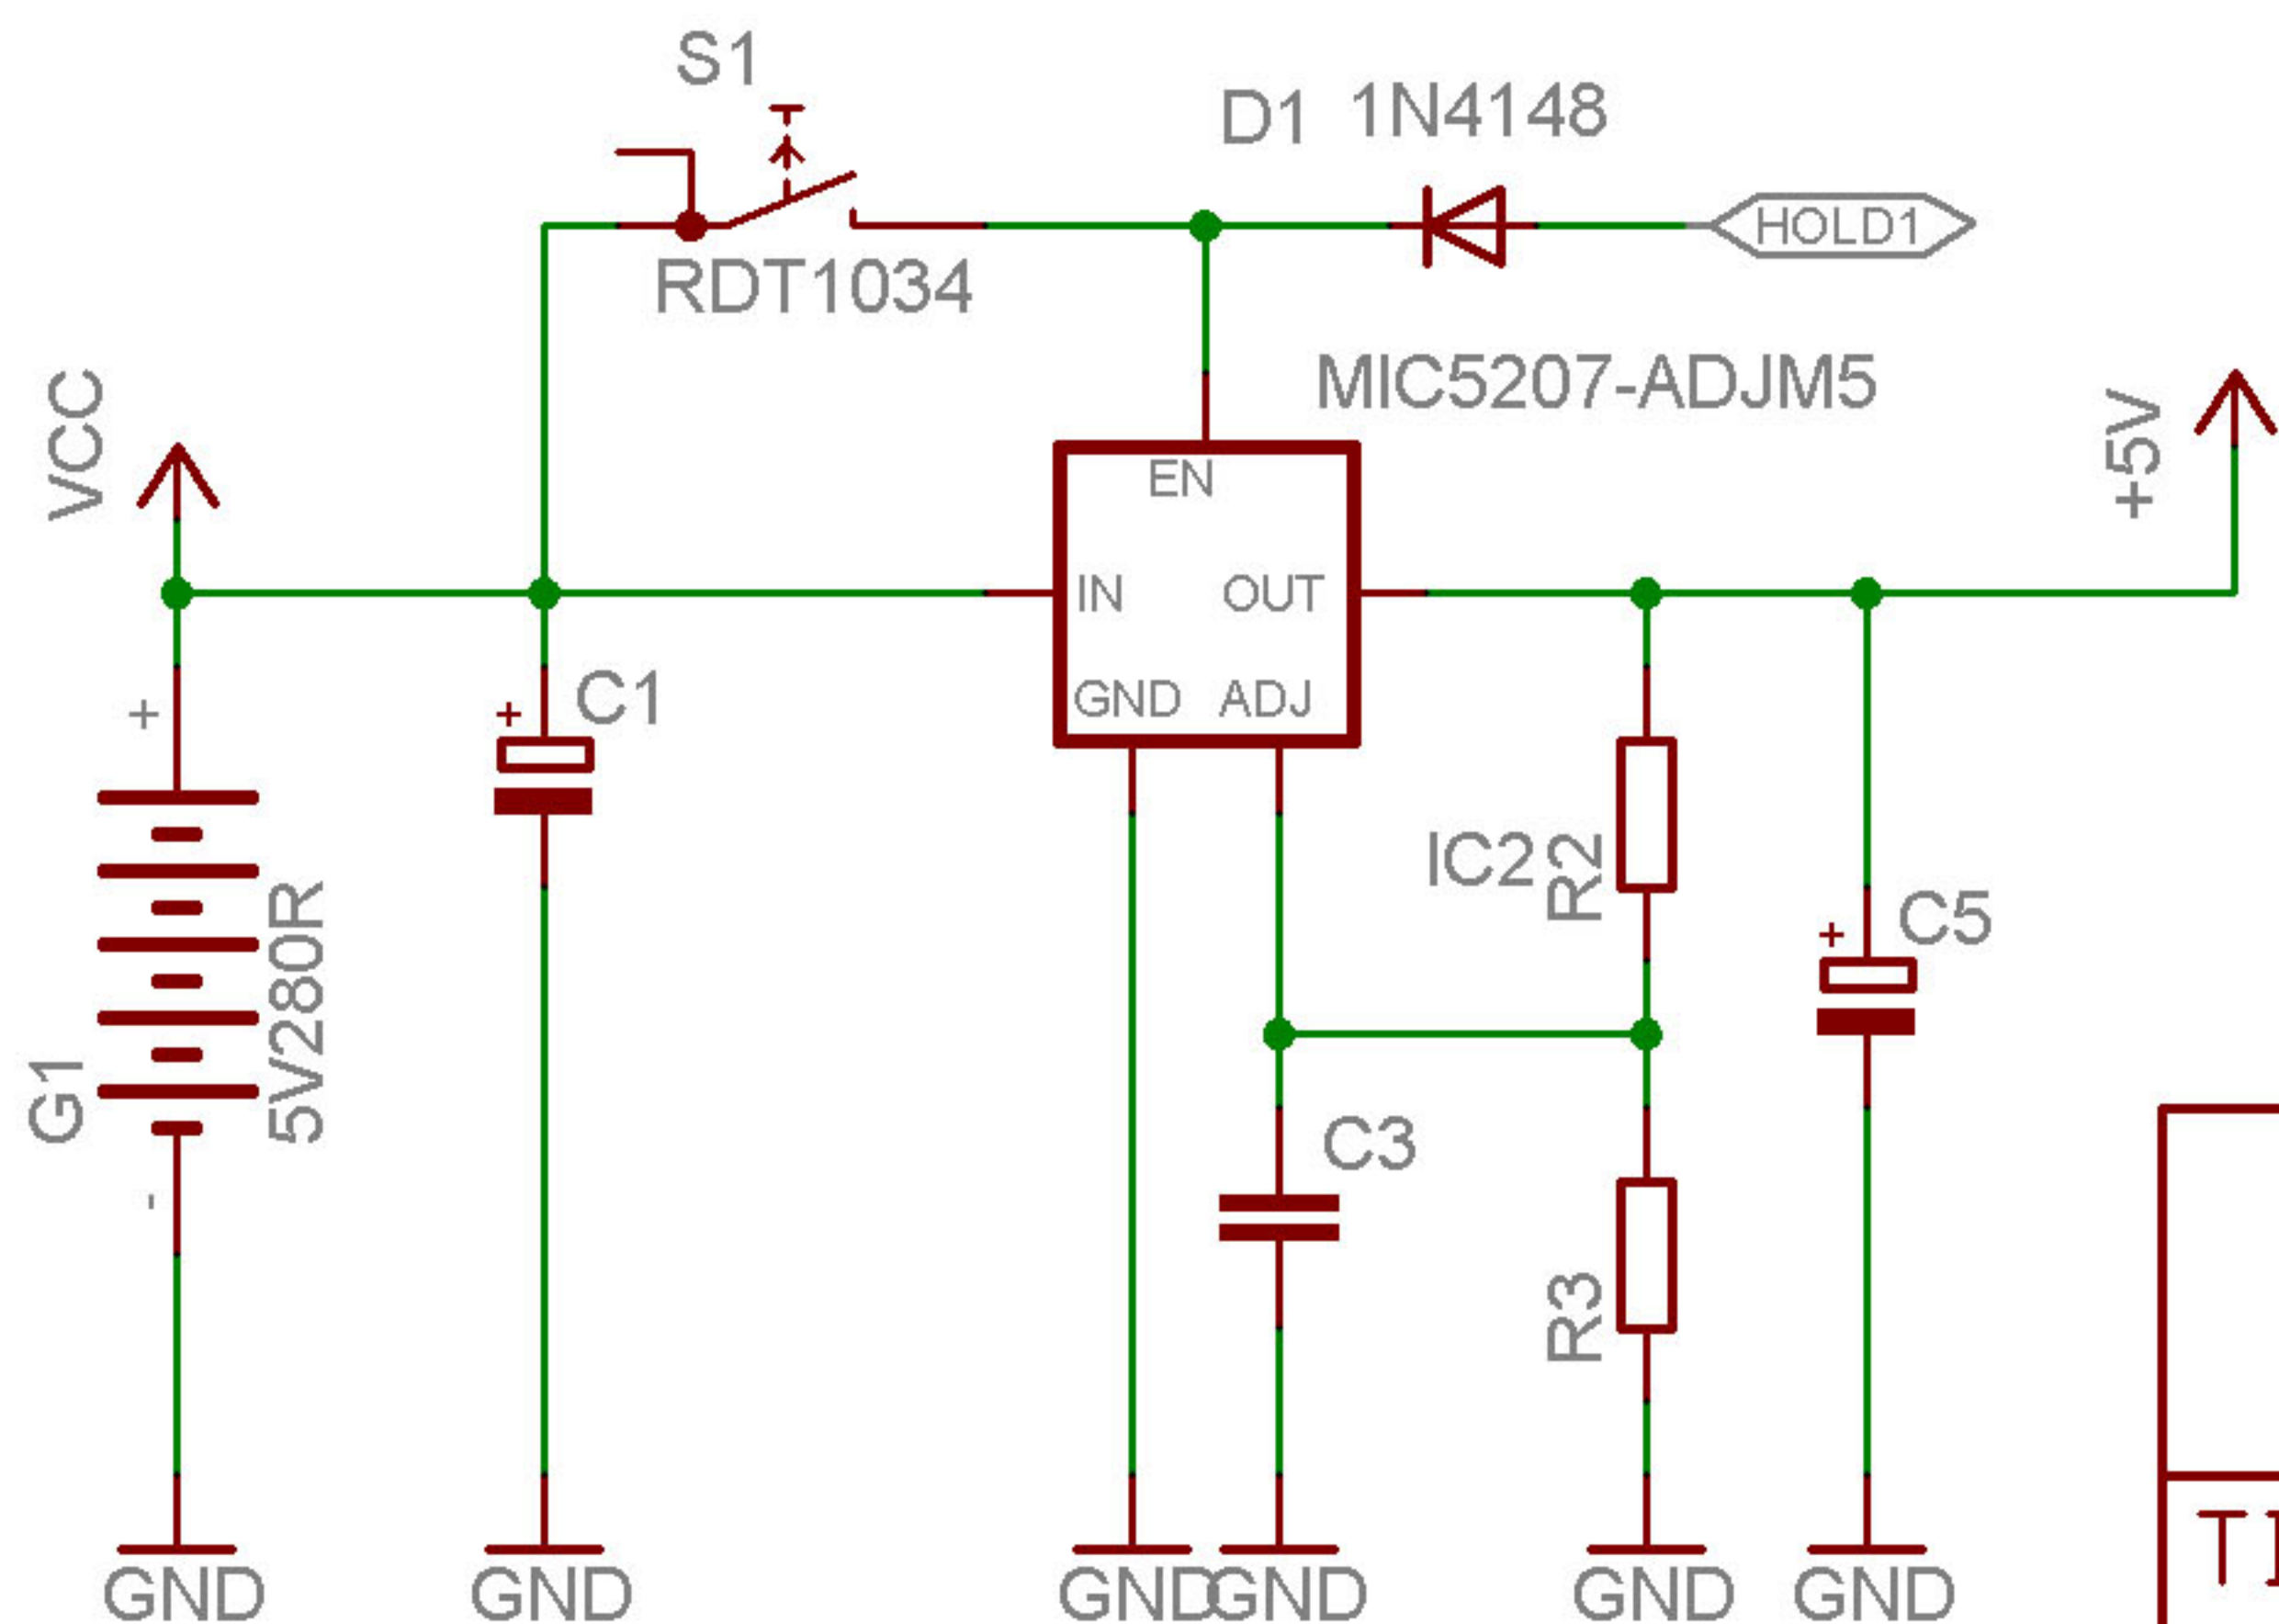 S1
D1 1N4148
HOLD1
RDT1034
MIC5207-ADJM5
VCC
+5V
EN
IN OUT
GND ADJ
+
+ C1
IC2
R2
5V280R
G1
+ C5
C3
-
R3
GND
GND
GND
GND
GND
GND